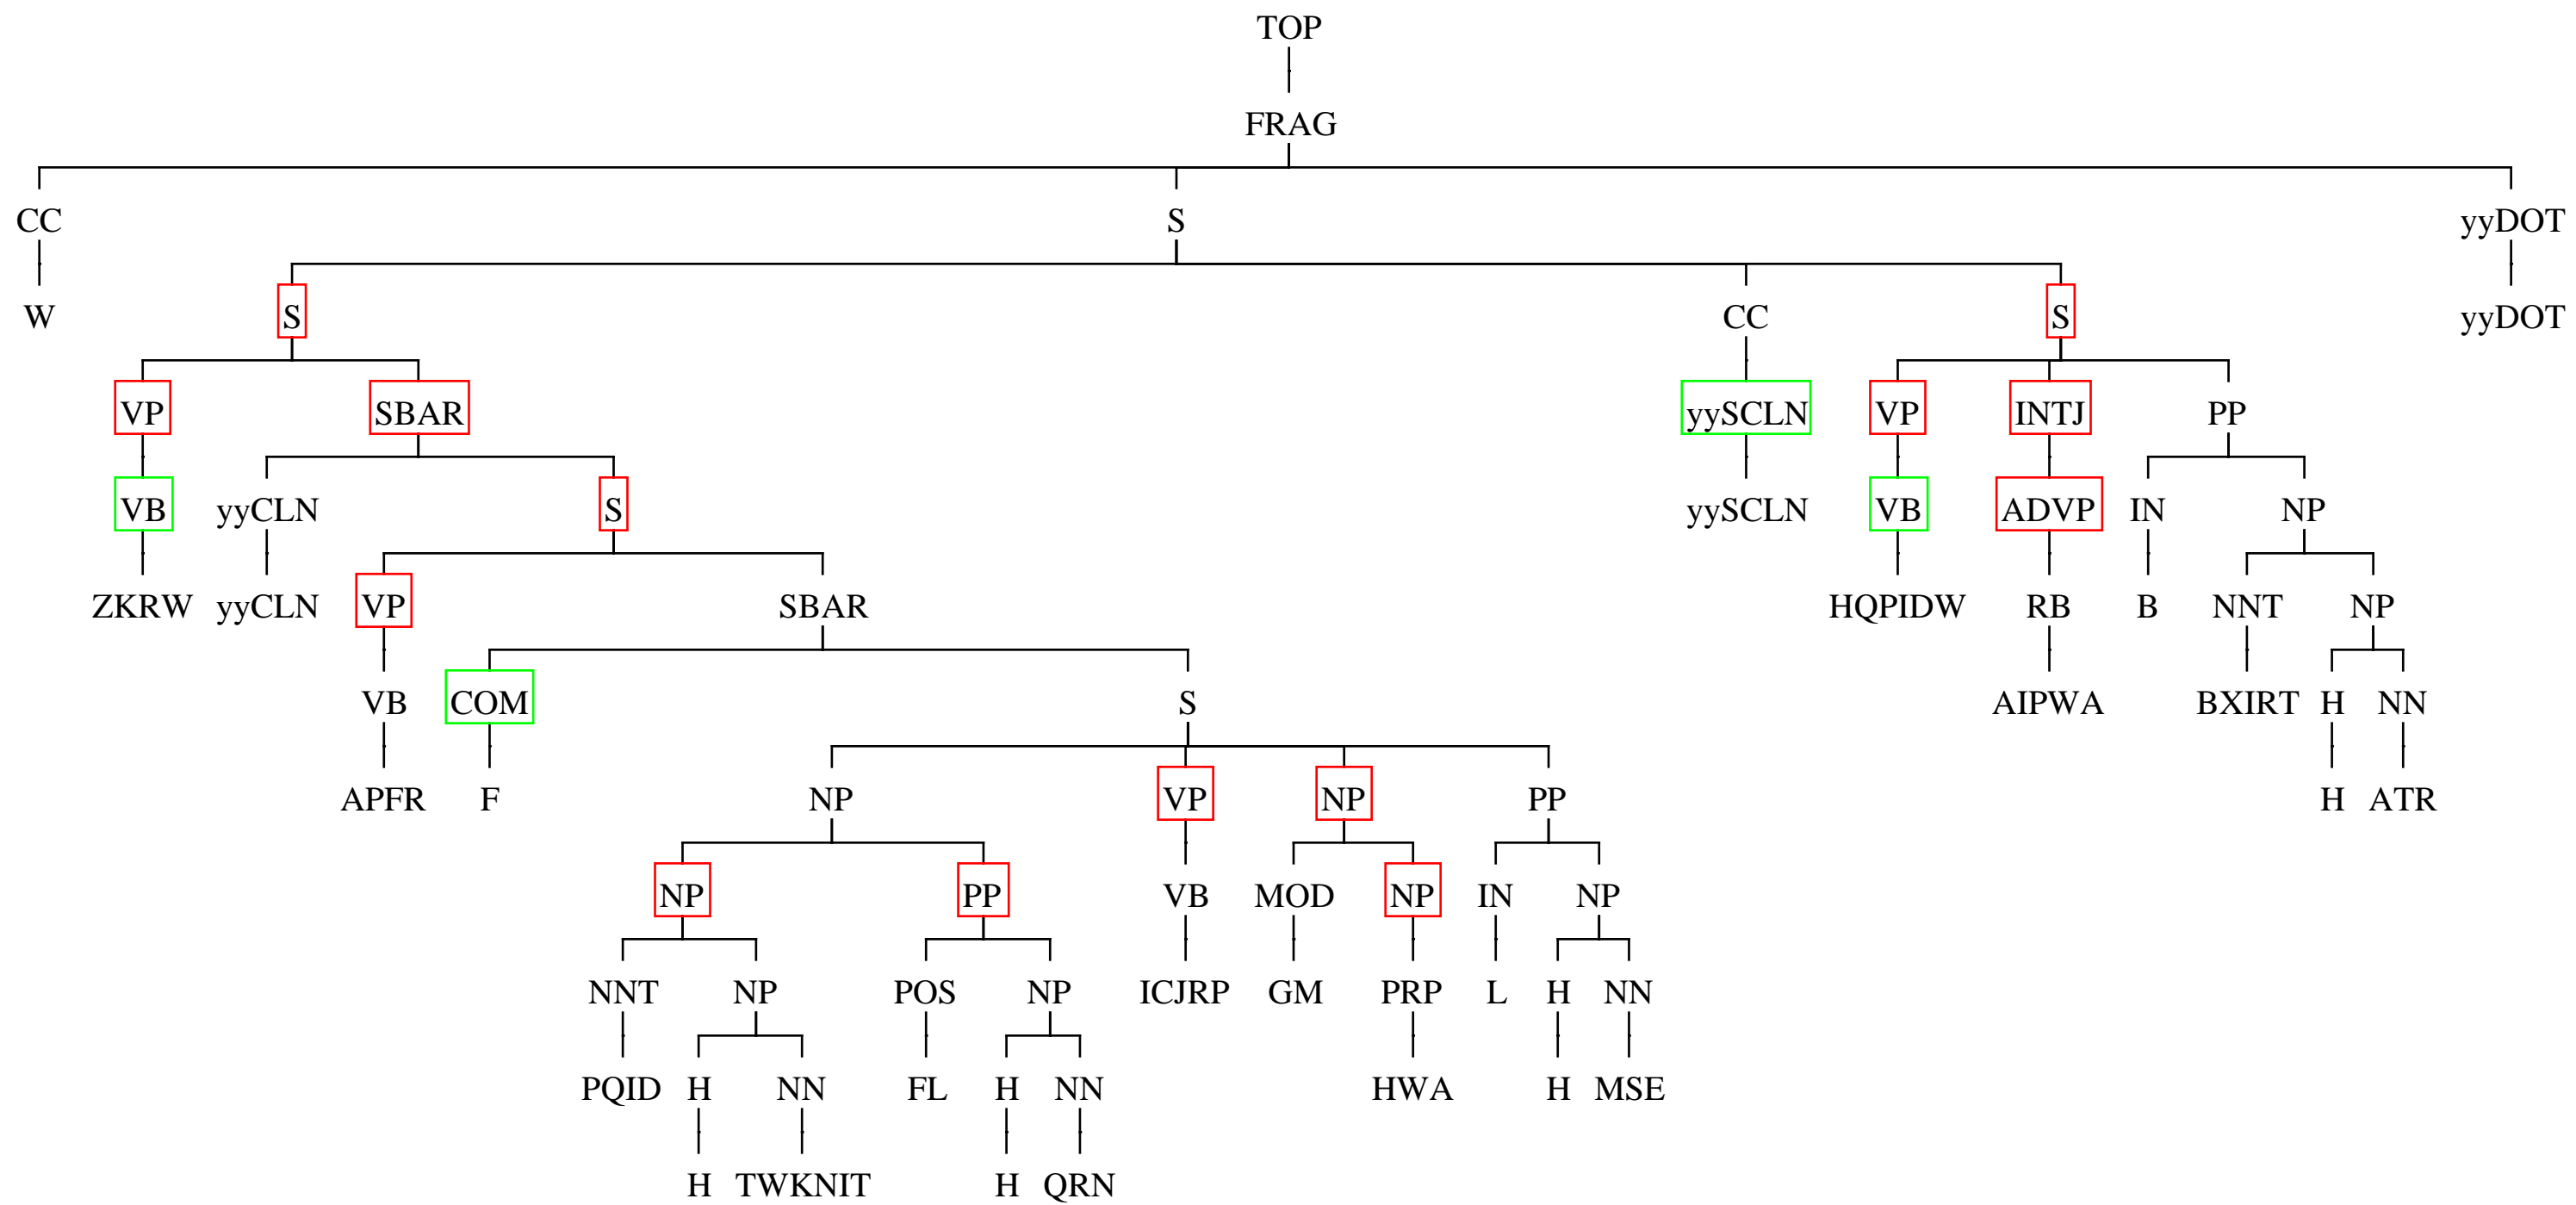 TOP
FRAG
CC S yyDOT
W S CC S yyDOT
VP SBAR yySCLN VP INTJ PP
VB yyCLN S yySCLN VB ADVP IN NP
ZKRW yyCLN VP SBAR HQPIDW RB B NNT NP
VB COM S AIPWA BXIRT H NN
APFR F NP VP NP PP H ATR
NP PP VB MOD NP IN NP
NNT NP POS NP ICJRP GM PRP L H NN
PQID H NN FL H NN HWA H MSE
H TWKNIT H QRN